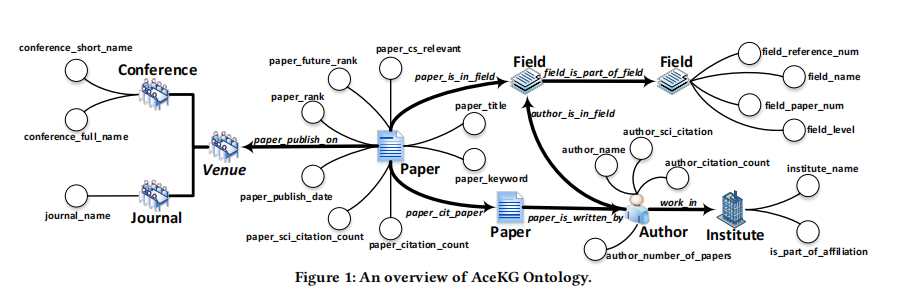 conference_short_name
Conference
conference_full_name
Venue
journal_name
Journal
paper_publish_on
paper_future_rank
paper_cs_relevant
paper_rank
paper_title
Paper
paper_keyword
paper_publish_date
paper_sci_citation_count
paper_citation_count
paper_is_in_field
Field
field_is_part_of_field
Field
field_reference_num
field_name
field_paper_num
field_level
author_is_in_field
author_sci_citation
author_name
author_citation_count
paper_cit_paper
Paper
paper_is_written_by
Author
author_number_of_papers
work_in
Institute
institute_name
is_part_of_affiliation
Figure 1: An overview of AceKG Ontology.